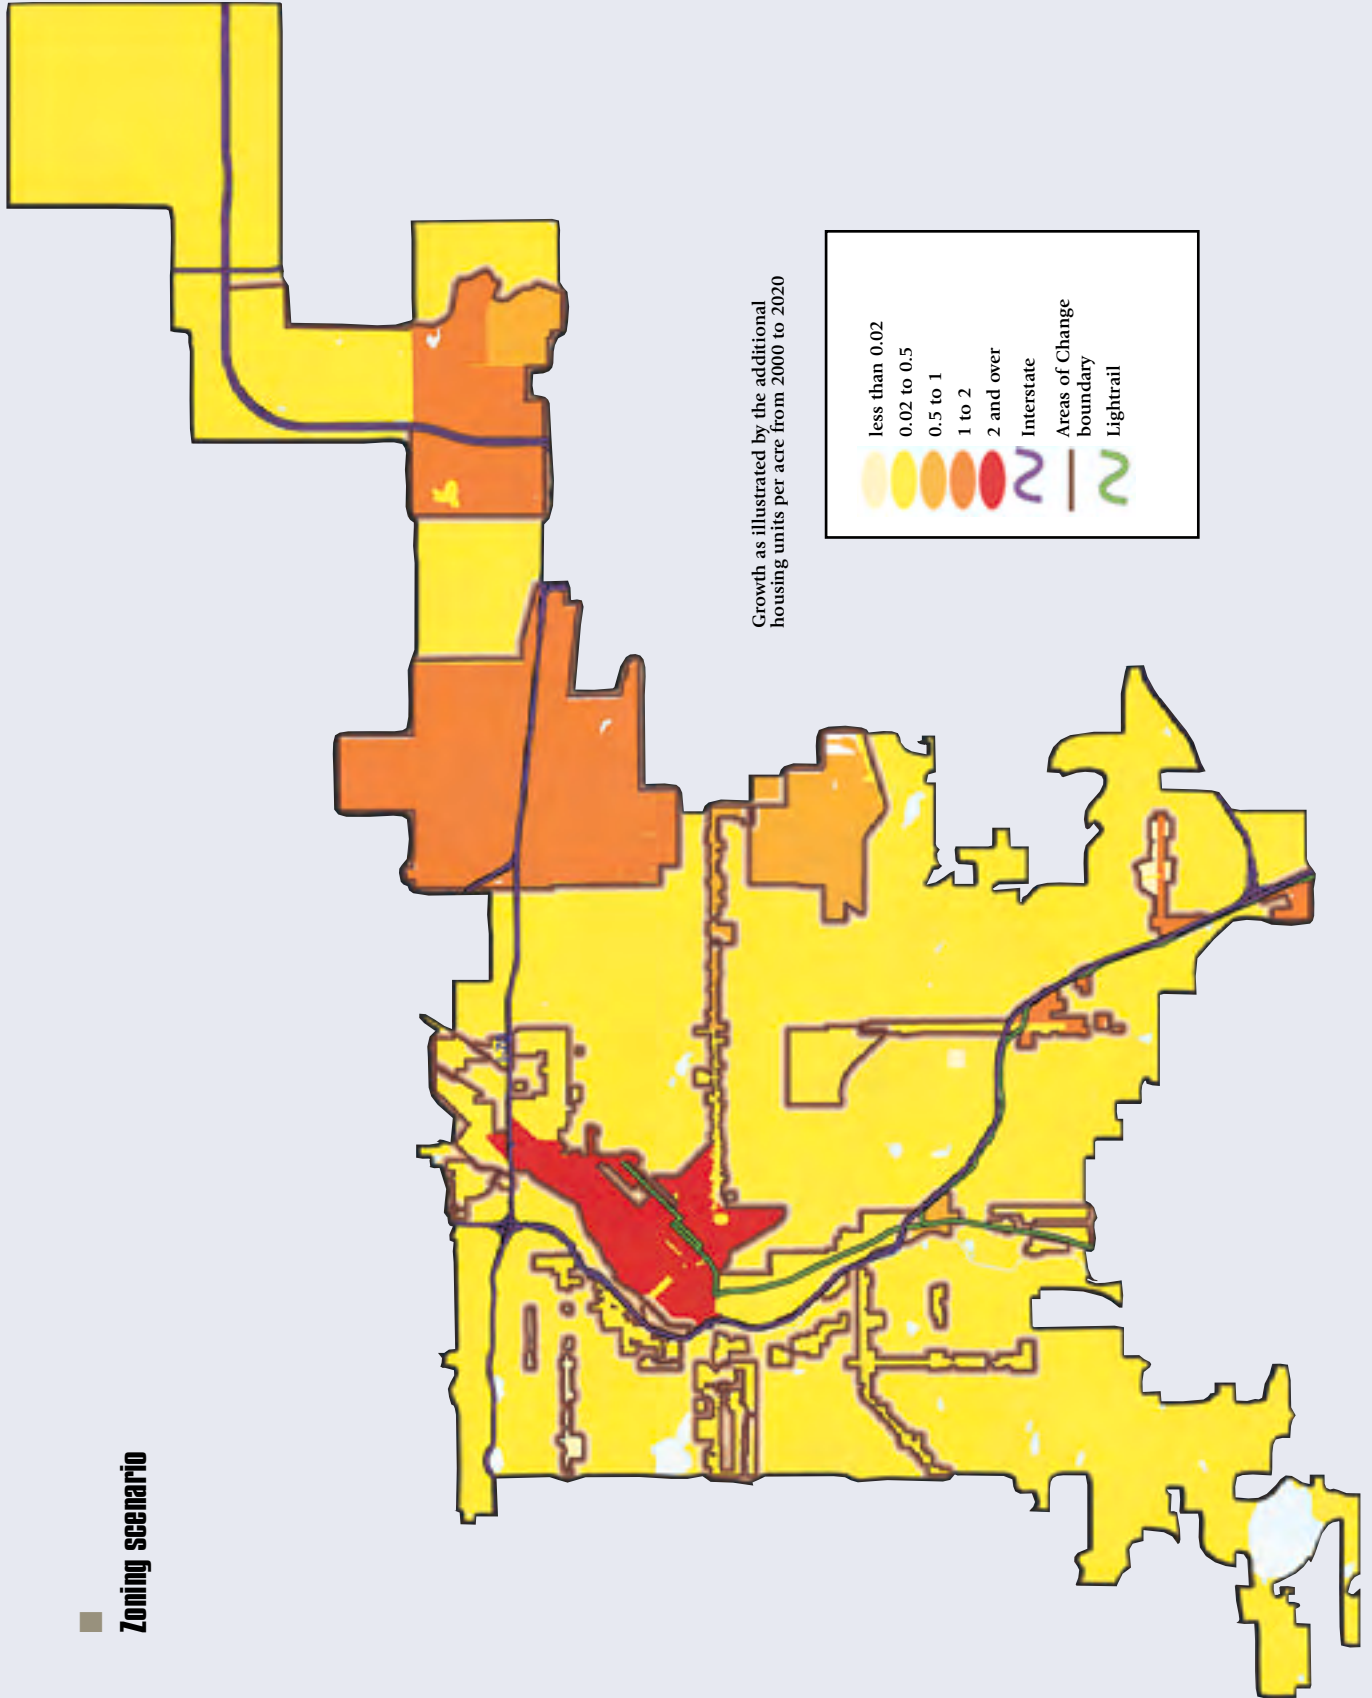 Zoning scenario
Growth as illustrated by the additional
housing units per acre from 2000 to 2020
less than 0.02
0.02 to 0.5
0.5 to 1
1 to 2
2 and over
Interstate
Areas of Change
boundary
Lightrail